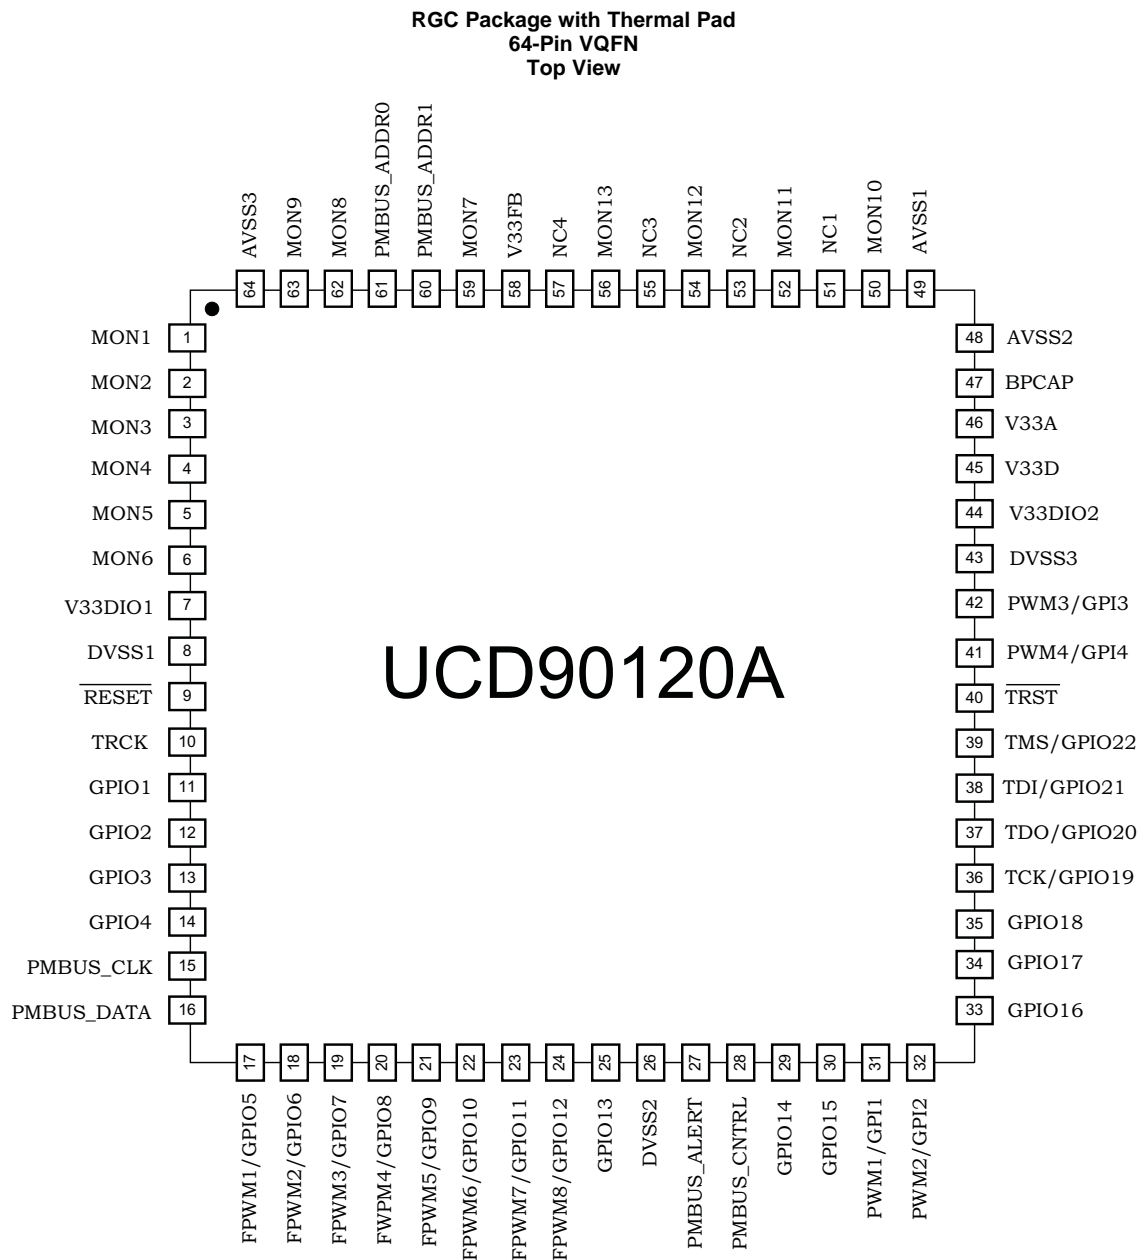 RGC Package with Thermal Pad
64-Pin VQFN
Top View
AVSS3
MON9
MON8
PMBUS_ADDR0
PMBUS_ADDR1
MON7
V33FB
NC4
MON13
NC3
MON12
NC2
MON11
NC1
MON10
AVSS1
64
63
62
61
60
59
58
57
56
55
54
53
52
51
50
49
MON1 1
MON2 2
MON3 3
MON4 4
MON5 5
MON6 6
V33DIO1 7
DVSS1 8
RESET 9
TRCK 10
GPIO1 11
GPIO2 12
GPIO3 13
GPIO4 14
PMBUS_CLK 15
PMBUS_DATA 16
UCD90120A
48 AVSS2
47 BPCAP
46 V33A
45 V33D
44 V33DIO2
43 DVSS3
42 PWM3/GPI3
41 PWM4/GPI4
40 TRST
39 TMS/GPIO22
38 TDI/GPIO21
37 TDO/GPIO20
36 TCK/GPIO19
35 GPIO18
34 GPIO17
33 GPIO16
17
18
19
20
21
22
23
24
25
26
27
28
29
30
31
32
FPWM1/GPIO5
FPWM2/GPIO6
FPWM3/GPIO7
FWPM4/GPIO8
FPWM5/GPIO9
FPWM6/GPIO10
FPWM7/GPIO11
FPWM8/GPIO12
GPIO13
DVSS2
PMBUS_ALERT
PMBUS_CNTRL
GPIO14
GPIO15
PWM1/GPI1
PWM2/GPI2